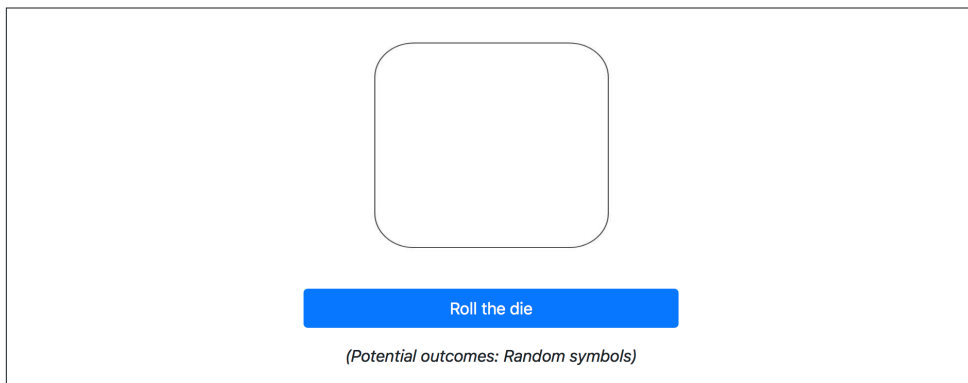 Roll the die
(Potential outcomes: Random symbols)